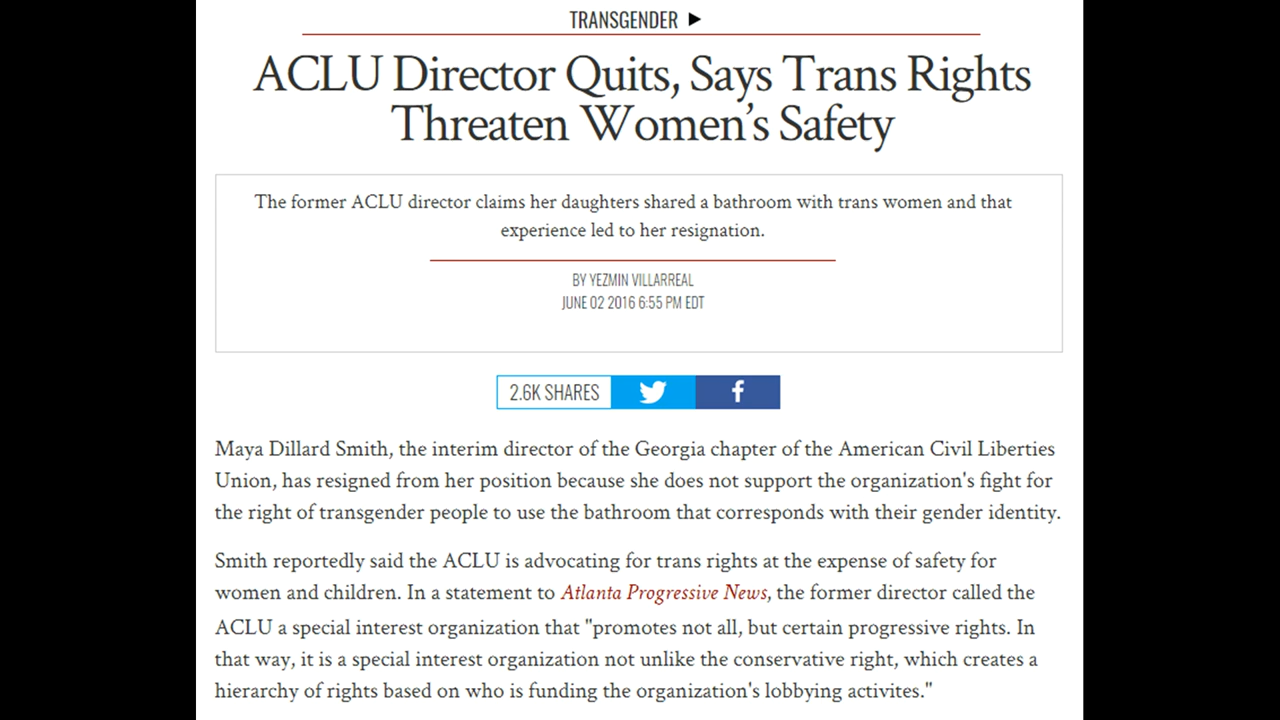 TRANSGENDER
ACLU Director Quits, Says Trans Rights
Threaten Women's Safety
The former ACLU director claims her daughters shared a bathroom with trans women and that
experience led to her resignation.
BY YEZMIN VILLARREAL
JUNE 02 2016 6:55 PM EDT
2.6K SHARES
Maya Dillard Smith, the interim director of the Georgia chapter of the American Civil Liberties
Union, has resigned from her position because she does not support the organization's fight for
the right of transgender people to use the bathroom that corresponds with their gender identity.
Smith reportedly said the ACLU is advocating for trans rights at the expense of safety for
women and children. In a statement to Atlanta Progressive News, the former director called the
ACLU a special interest organization that "promotes not all, but certain progressive rights. In
that way, it is a special interest organization not unlike the conservative right, which creates a
hierarchy of rights based on who is funding the organization's lobbying activites."